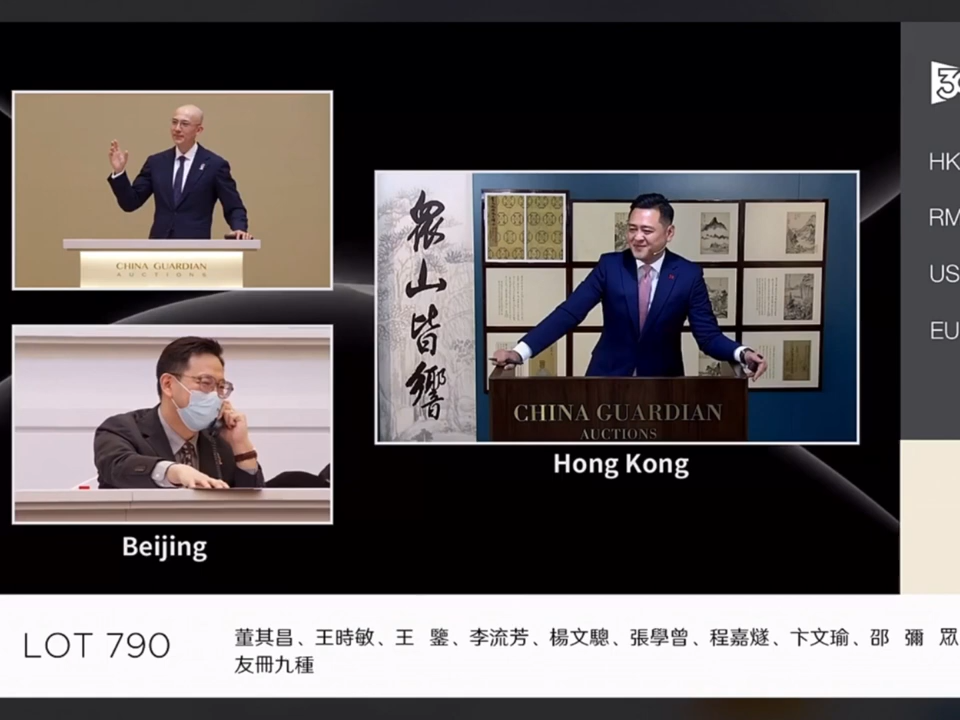 CHINA GUARDIAN
AUCTIONS
眾山皆響
CHINA GUARDIAN
AUCTIONS
Hong Kong
Beijing
HK
RM
US
EU
LOT 790
董其昌、王時敏、王 鑒、李流芳、楊文驄、張學曾、程嘉燧、卞文瑜、邵 彌 眾
友冊九種